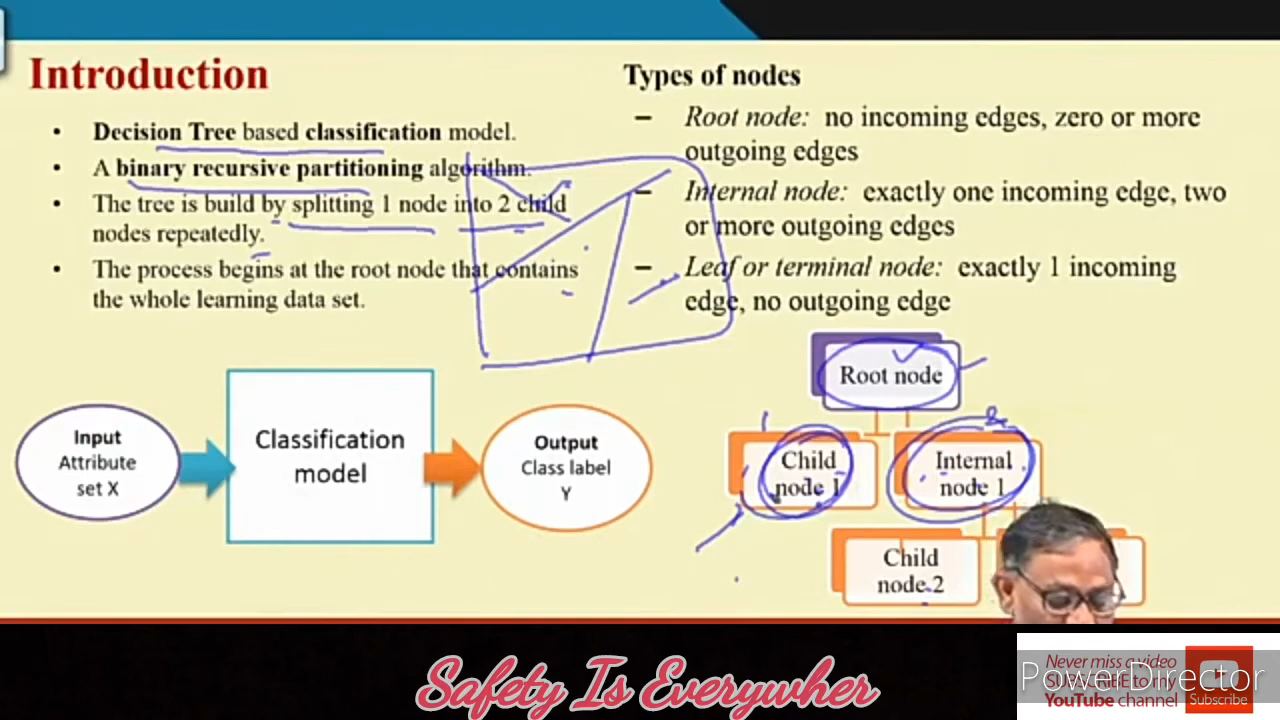 Introduction
• Decision Tree based classification model.
• A binary recursive partitioning algorithm.
• The tree is build by splitting 1 node into 2 child
nodes repeatedly.
• The process begins at the root node that contains
the whole learning data set.
Types of nodes
– Root node: no incoming edges, zero or more
outgoing edges
– Internal node: exactly one incoming edge, two
or more outgoing edges
– Leaf or terminal node: exactly 1 incoming
edge, no outgoing edge
Input
Attribute
set X
Classification
model
Output
Class label
Y
Root node
Child
node 1
Internal
node 1
Child
node 2
Safety Is Everywher
Never miss a video
SUBSCRIBE to my
YouTube channel
Subscribe
PowerDirector